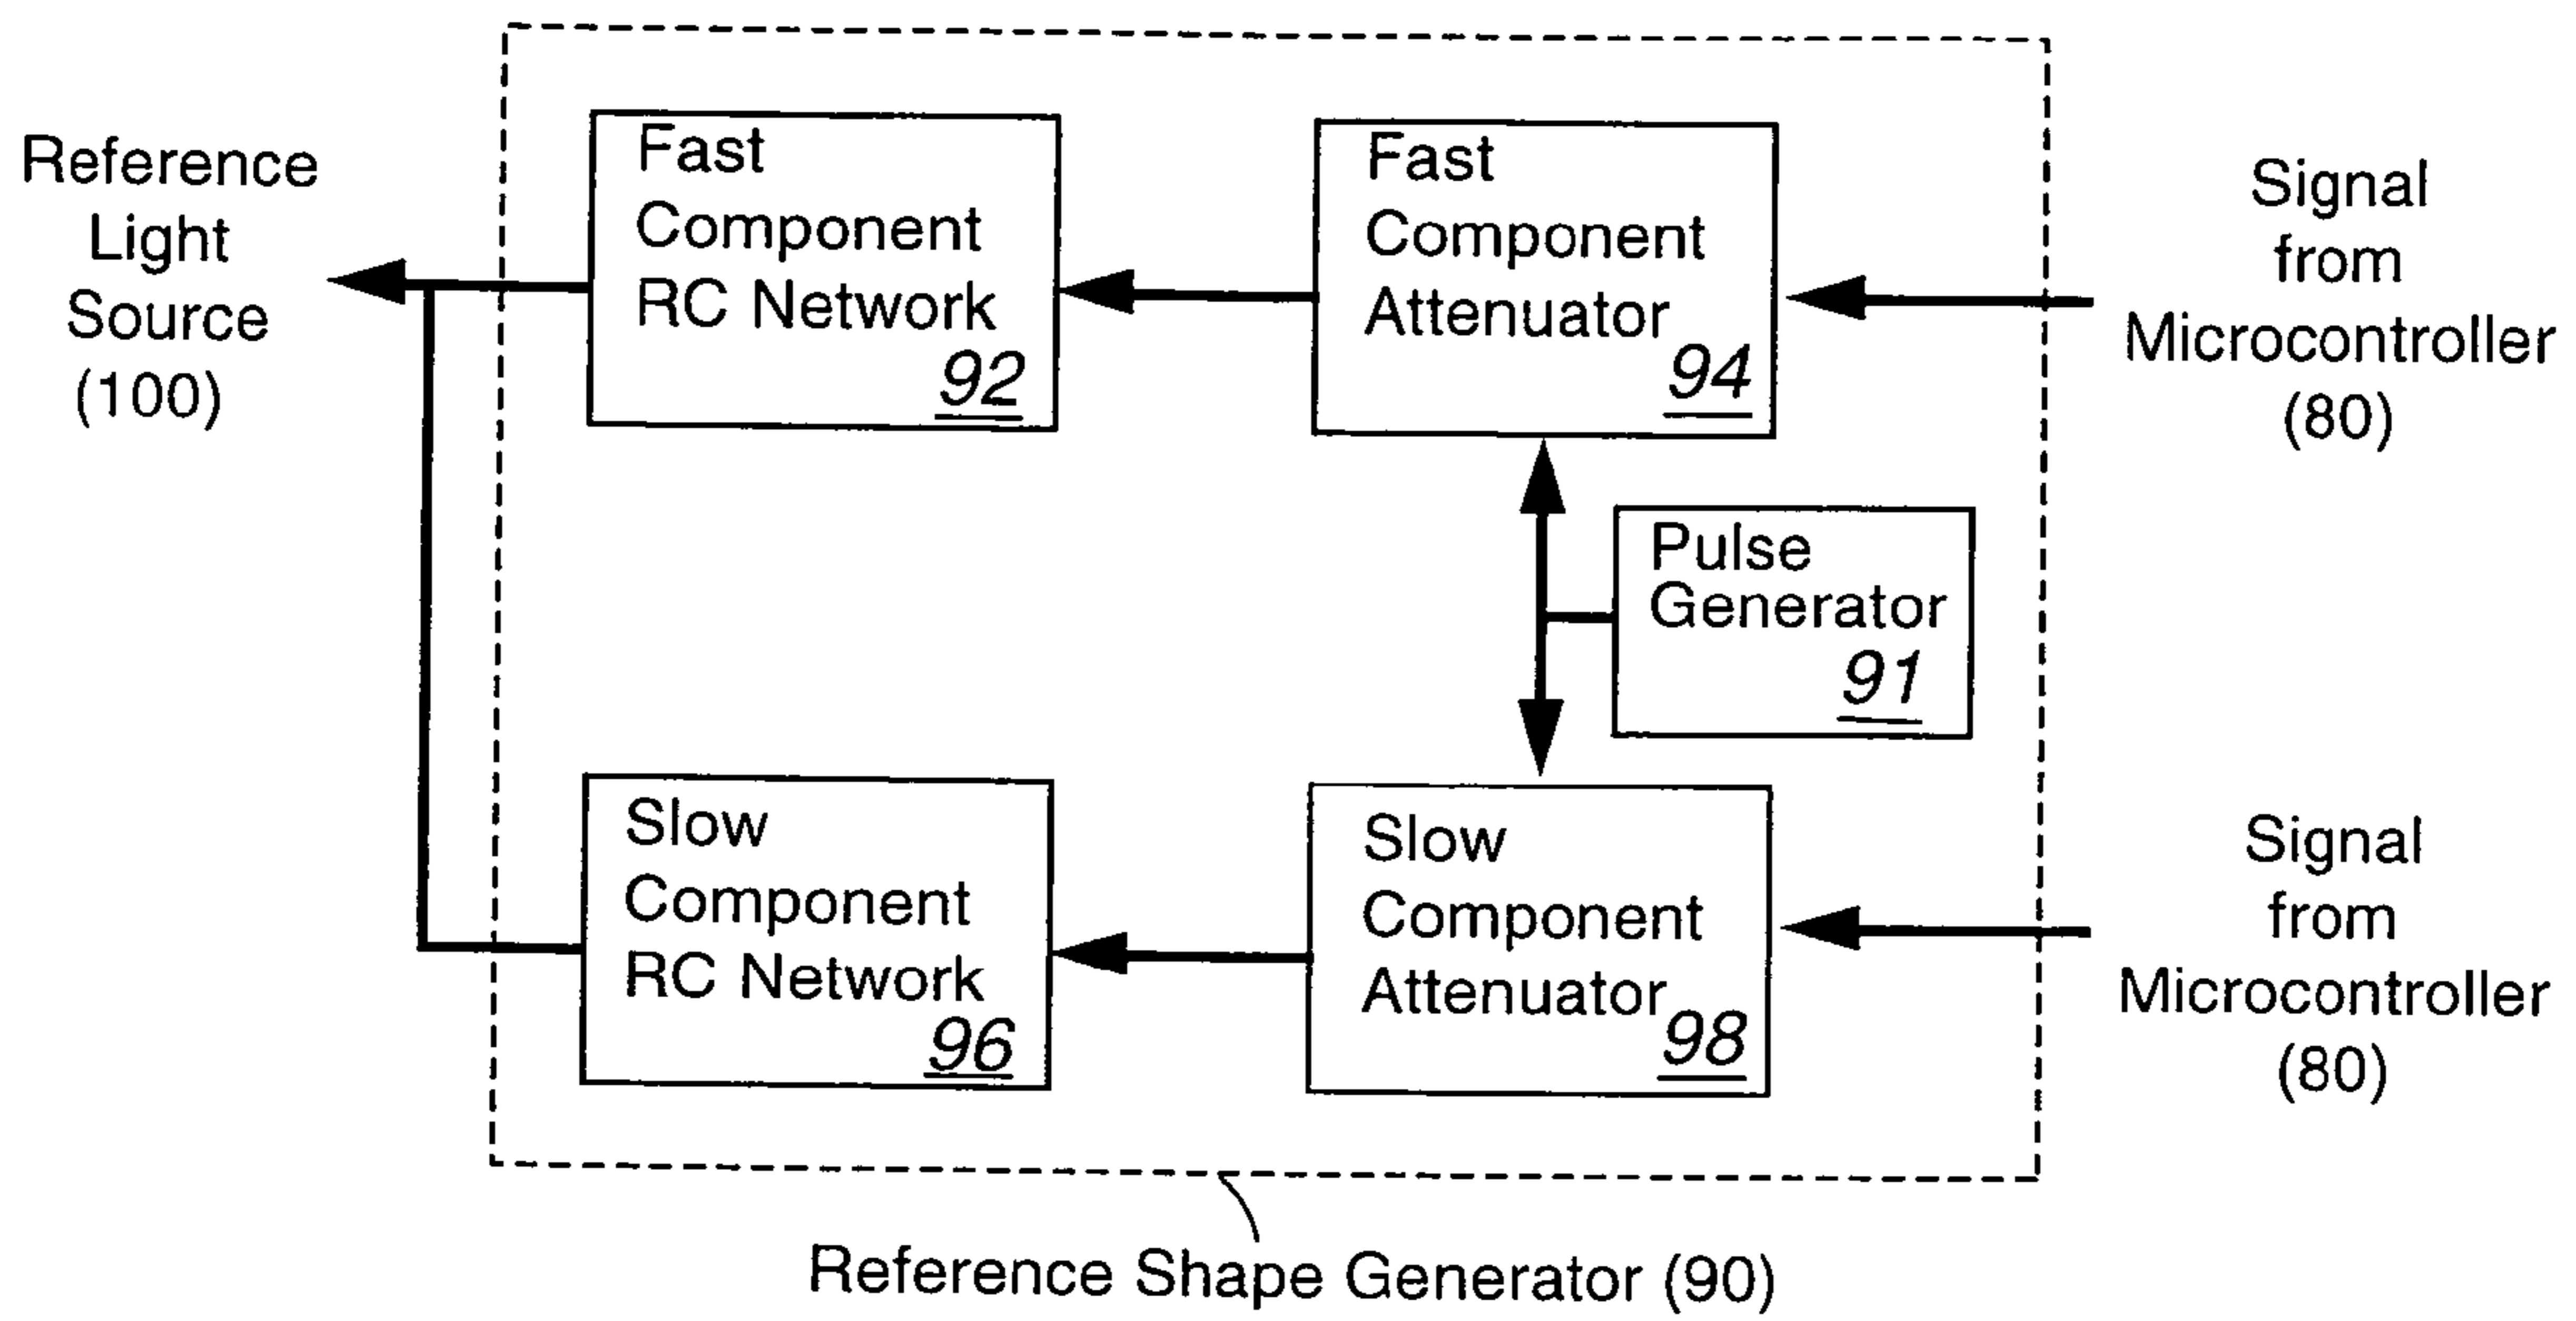 Reference
Light
Source
(100)
Fast
Component
RC Network
92
Fast
Component
Attenuator
94
Signal
from
Microcontroller
(80)
Pulse
Generator
91
Slow
Component
RC Network
96
Slow
Component
Attenuator
98
Signal
from
Microcontroller
(80)
Reference Shape Generator (90)